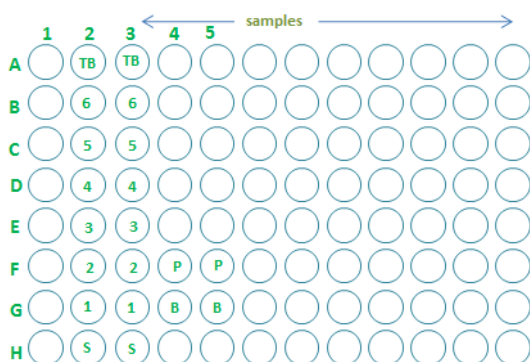 samples
1 2 3 4 5
A TB TB
B 6 6
C 5 5
D 4 4
E 3 3
F 2 2 P P
G 1 1 B B
H S S